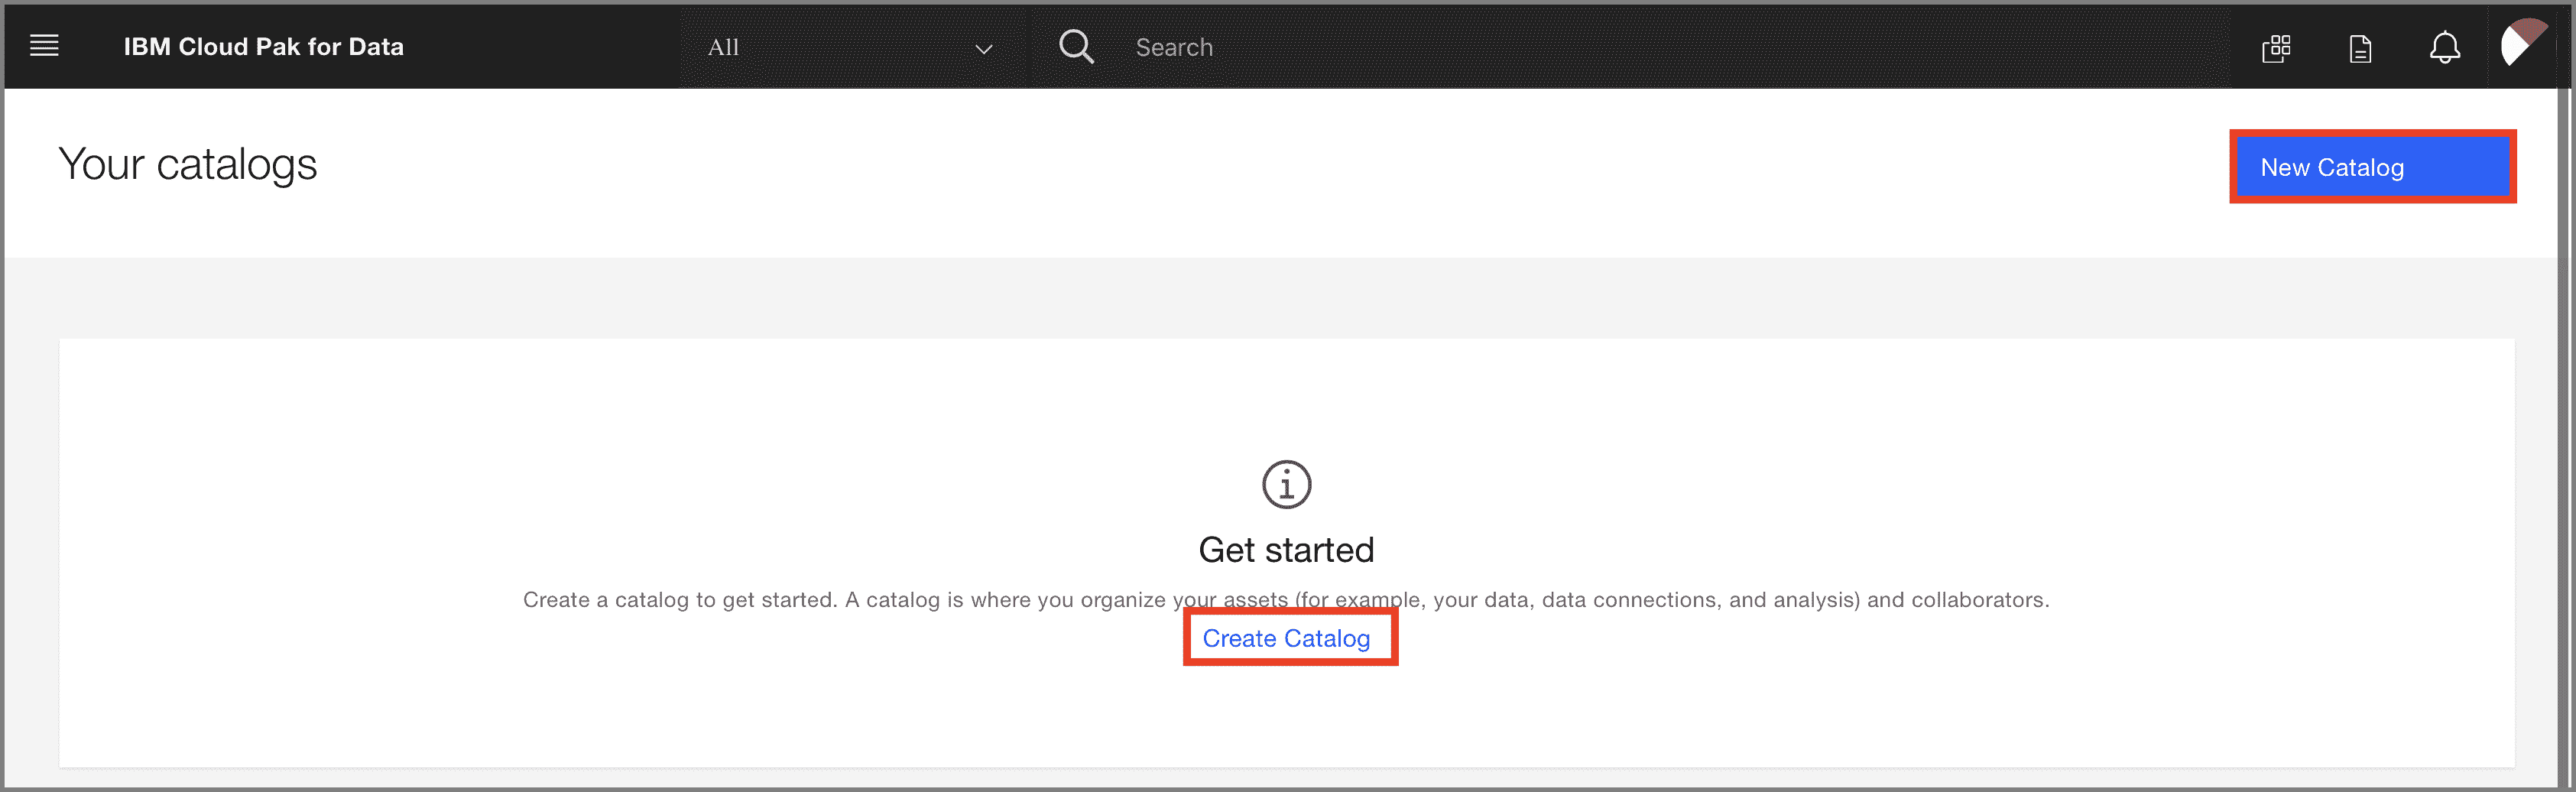 IBM Cloud Pak for Data
All
Search
Your catalogs
New Catalog
Get started
Create a catalog to get started. A catalog is where you organize your assets (for example, your data, data connections, and analysis) and collaborators.
Create Catalog